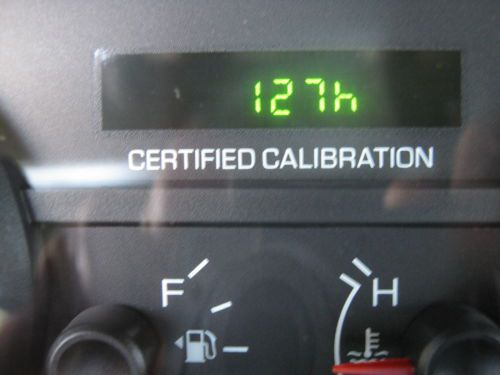 127h
CERTIFIED CALIBRATION
F H